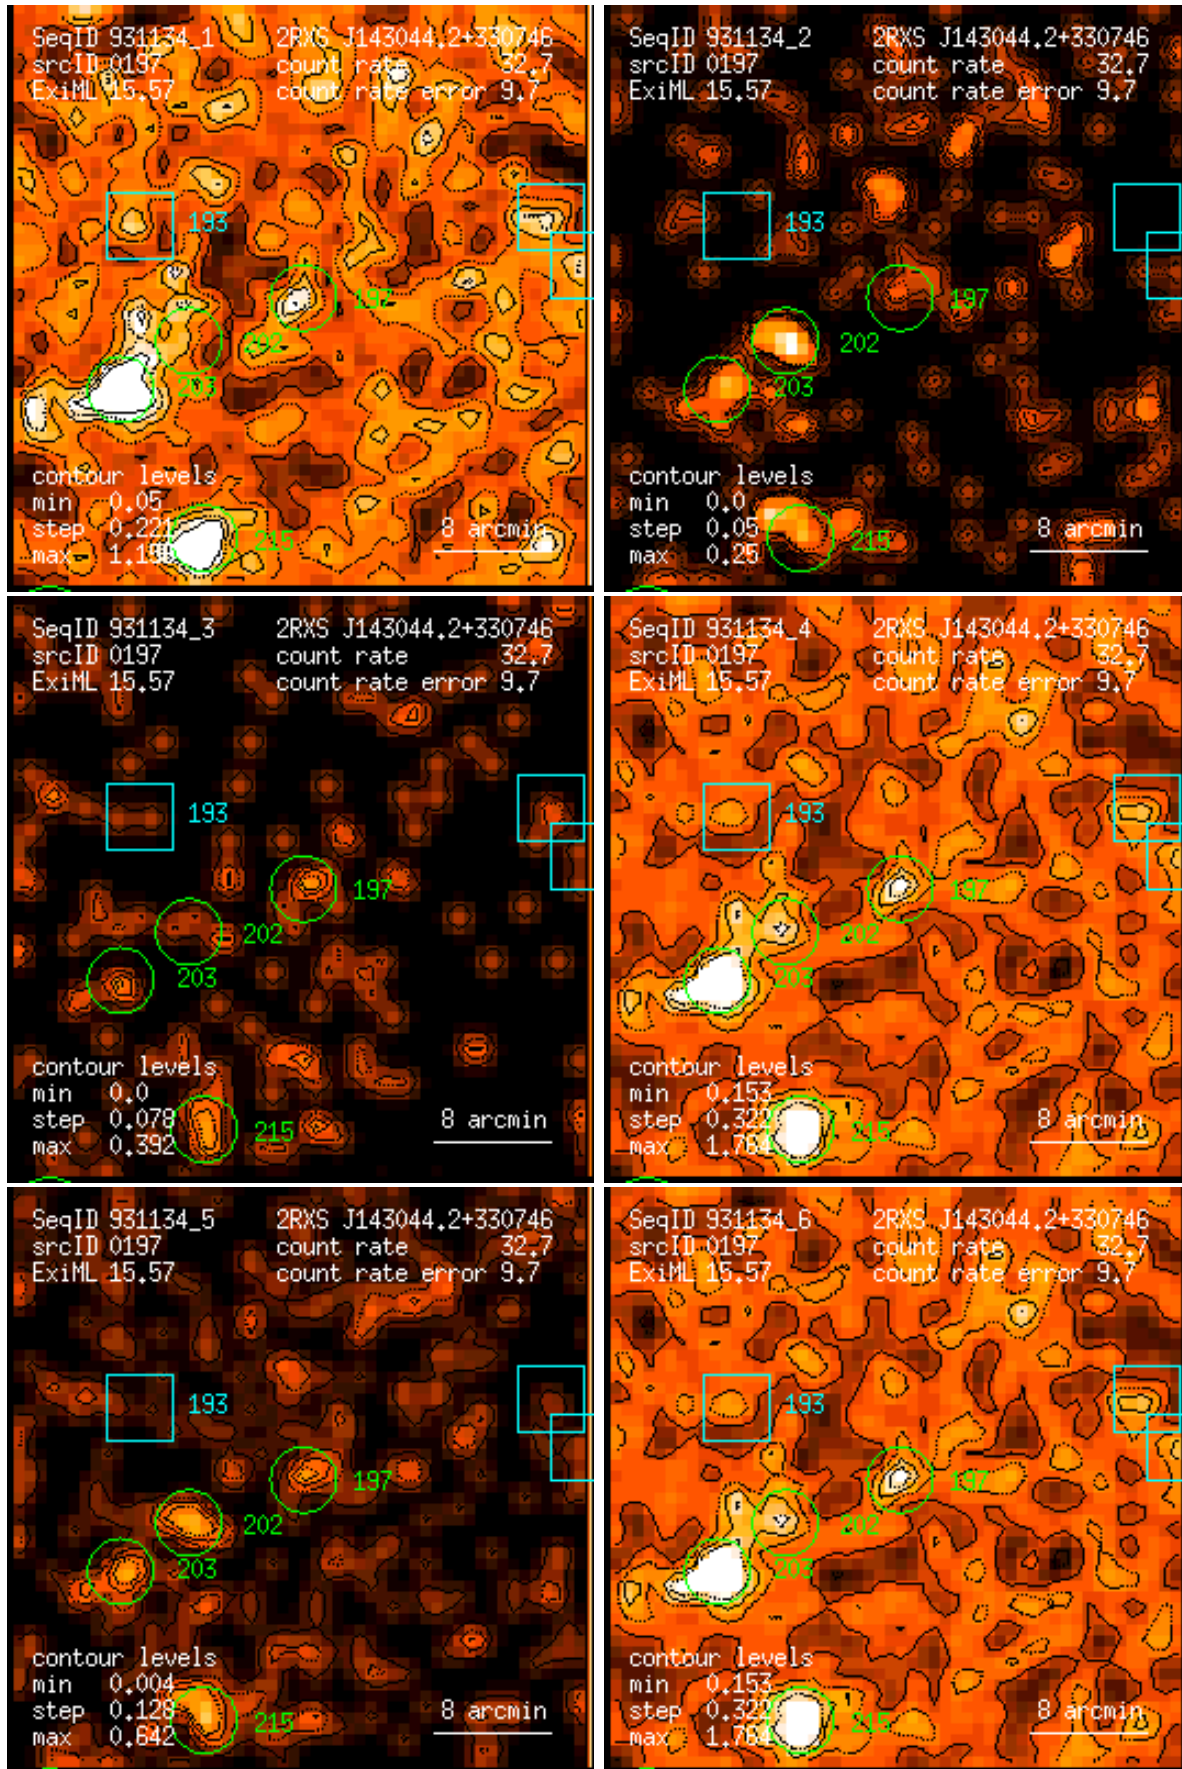 SeqID 931134_1 2RXS J143044.2+330746
srcID 0197 count rate 32.7
ExiML 15.57 count rate error 9.7
193
197
202
203
contour levels
min 0.05
step 0.221
8 arcmin
215
SeqID 931134_2 2RXS J143044.2+330746
srcID 0197 count rate 32.7
ExiML 15.57 count rate error 9.7
193
197
202
203
contour levels
min 0.0
step 0.05
8 arcmin
max 0.25
215
SeqID 931134_3 2RXS J143044.2+330746
srcID 0197 count rate 32.7
ExiML 15.57 count rate error 9.7
193
197
202
203
contour levels
min 0.0
step 0.078
8 arcmin
max 0.392
215
SeqID 931134_4 2RXS J143044.2+330746
srcID 0197 count rate 32.7
ExiML 15.57 count rate error 9.7
193
197
202
203
contour levels
min 0.153
step 0.322
8 arcmin
max 1.764
215
SeqID 931134_5 2RXS J143044.2+330746
srcID 0197 count rate 32.7
ExiML 15.57 count rate error 9.7
193
197
202
203
contour levels
min 0.004
step 0.128
8 arcmin
max 0.642
215
SeqID 931134_6 2RXS J143044.2+330746
srcID 0197 count rate 32.7
ExiML 15.57 count rate error 9.7
193
197
202
203
contour levels
min 0.153
step 0.322
8 arcmin
max 1.764
215